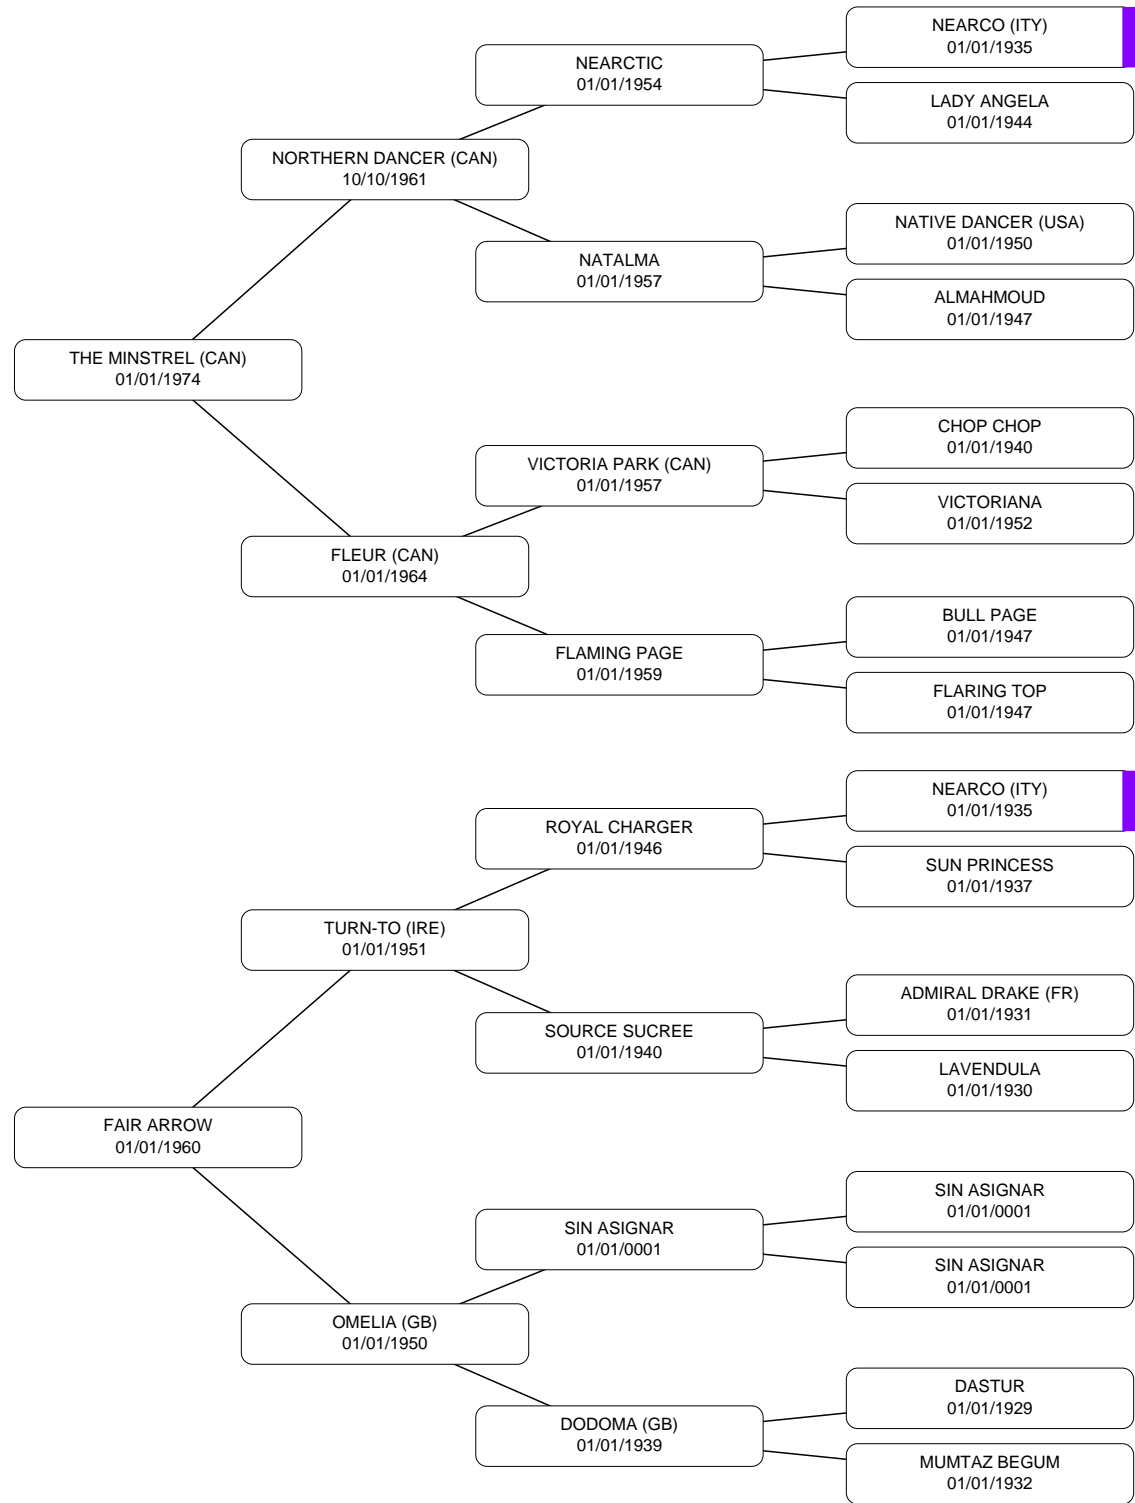 NEARCO (ITY)
01/01/1935
NEARCTIC
01/01/1954
LADY ANGELA
01/01/1944
NORTHERN DANCER (CAN)
10/10/1961
NATIVE DANCER (USA)
01/01/1950
NATALMA
01/01/1957
ALMAHMOUD
01/01/1947
THE MINSTREL (CAN)
01/01/1974
CHOP CHOP
01/01/1940
VICTORIA PARK (CAN)
01/01/1957
VICTORIANA
01/01/1952
FLEUR (CAN)
01/01/1964
BULL PAGE
01/01/1947
FLAMING PAGE
01/01/1959
FLARING TOP
01/01/1947
NEARCO (ITY)
01/01/1935
ROYAL CHARGER
01/01/1946
SUN PRINCESS
01/01/1937
TURN-TO (IRE)
01/01/1951
ADMIRAL DRAKE (FR)
01/01/1931
SOURCE SUCREE
01/01/1940
LAVENDULA
01/01/1930
FAIR ARROW
01/01/1960
SIN ASIGNAR
01/01/0001
SIN ASIGNAR
01/01/0001
SIN ASIGNAR
01/01/0001
OMELIA (GB)
01/01/1950
DASTUR
01/01/1929
DODOMA (GB)
01/01/1939
MUMTAZ BEGUM
01/01/1932